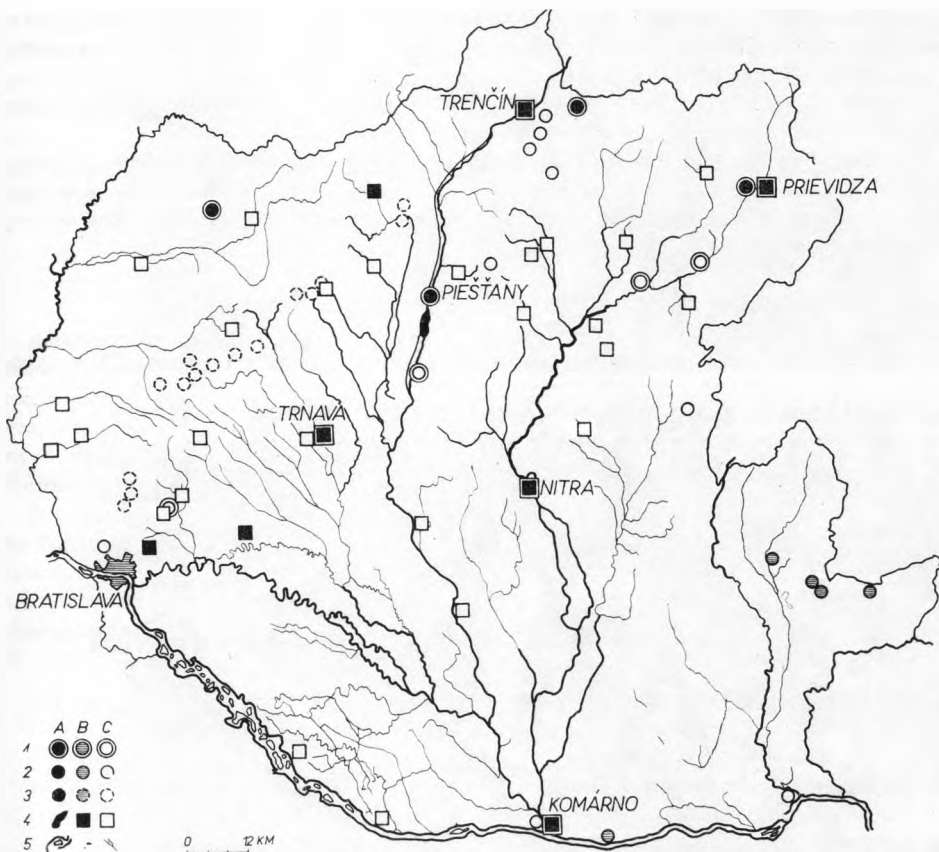 TRENČÍN
PRIEVIDZA
PIEŠŤANY
TRNAVA
NITRA
BRATISLAVA
KOMÁRNO
A B C
1
2
3
4
5
0 12 KM